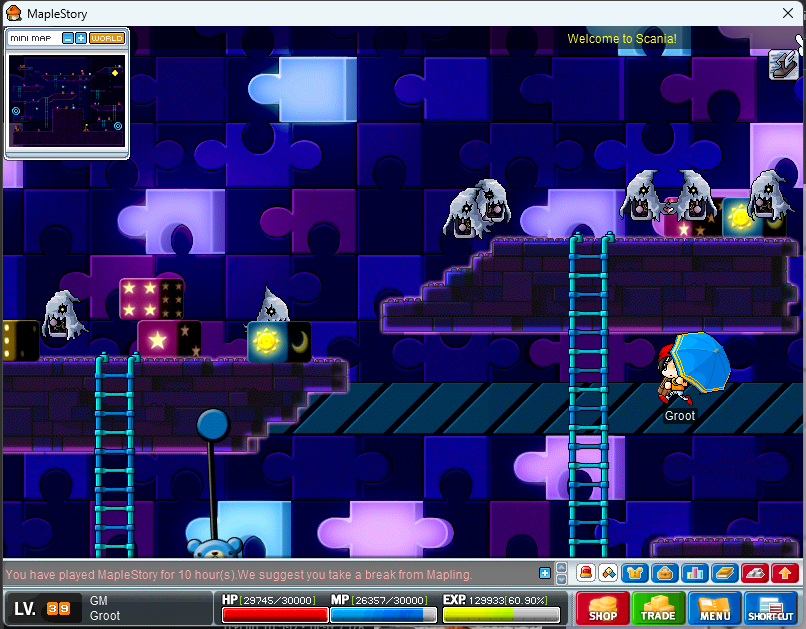 MapleStory
MINI MAP
WORLD
Welcome to Scania!
Groot
You have played MapleStory for 10 hour(s).We suggest you take a break from Mapling.
LV. 39
GM
Groot
HP [29745/30000] MP [26357/30000] EXP. 129933[60.90%]
SHOP
TRADE
MENU
SHORT CUT